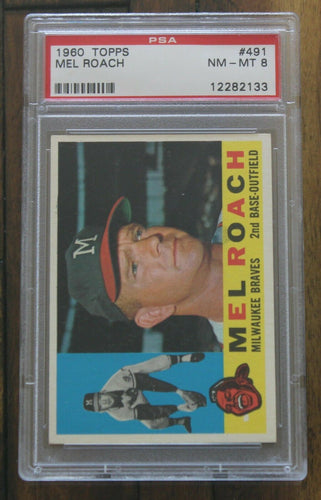 PSA
1960 TOPPS #491
MEL ROACH NM-MT 8
12282133
M
MEL ROACH
MILWAUKEE BRAVES 2nd BASE-OUTFIELD
M